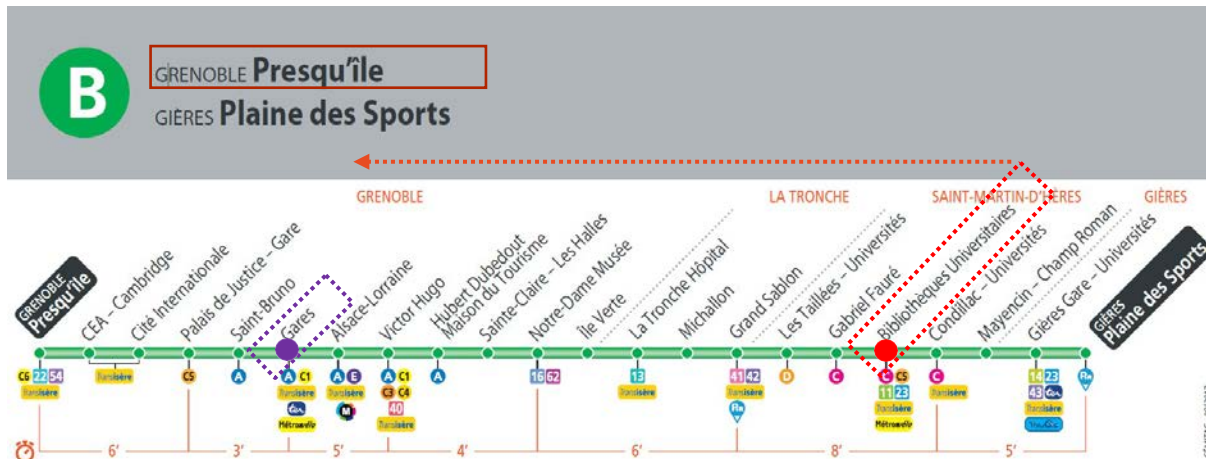 B
GRENOBLE Presqu'île
GIÈRES Plaine des Sports
GRENOBLE
LA TRONCHE
SAINT-MARTIN-D'HÈRES
GIÈRES
GRENOBLE
Presqu'île
CEA – Cambridge
Cité Internationale
Palais de Justice – Gare
Saint-Bruno
Gares
Alsace-Lorraine
Victor Hugo
Hubert Dubedout
Maison du Tourisme
Sainte-Claire – Les Halles
Notre-Dame Musée
Île Verte
La Tronche Hôpital
Michallon
Grand Sablon
Les Taillées – Universités
Gabriel Fauré
Bibliothèques Universitaires
Condillac – Universités
Mayencin – Champ Roman
Gières Gare – Universités
GIÈRES
Plaine des Sports
C6 22 54
Transisère
Transisère
C5
A
A C1
Transisère
ter
Métrovélo
A E
Transisère
M
A C1
C3 C4
40
Transisère
A
16 62
13
Transisère
41 42
Transisère
D
C
C C5
11 23
Transisère
Métrovélo
C
Transisère
14 23
43 ter
Transisère
6' 3' 5' 4' 6' 8' 5'